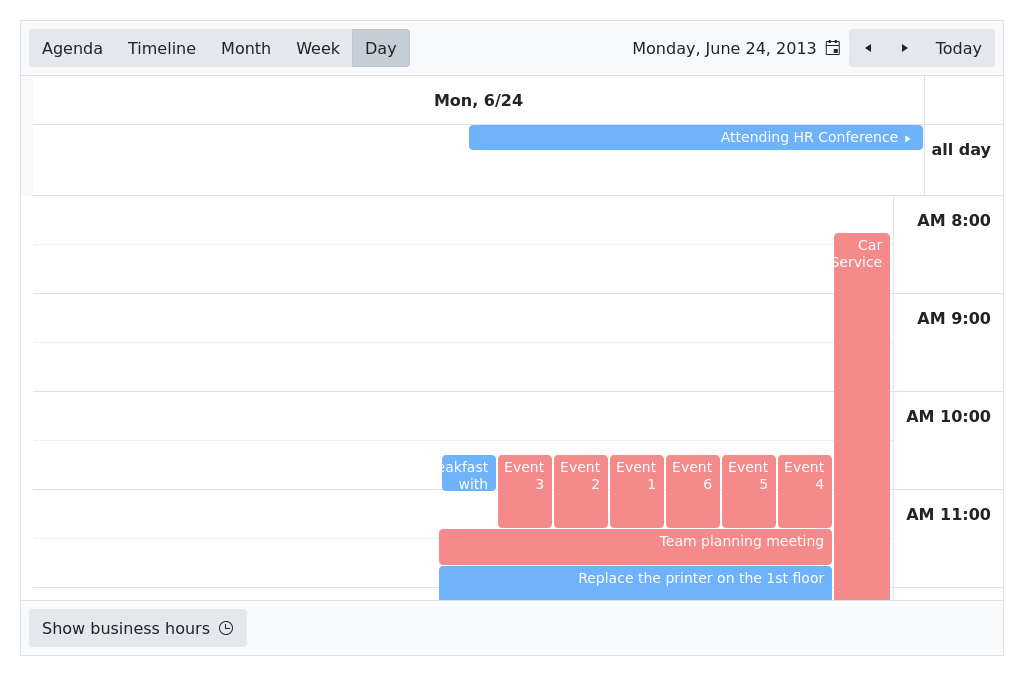 Agenda Timeline Month Week Day Monday, June 24, 2013 Today
Mon, 6/24
Attending HR Conference
all day
AM 8:00
Car
Service
AM 9:00
AM 10:00
with
Event
3
Event
2
Event
1
Event
6
Event
5
Event
4
AM 11:00
Team planning meeting
Replace the printer on the 1st floor
Show business hours